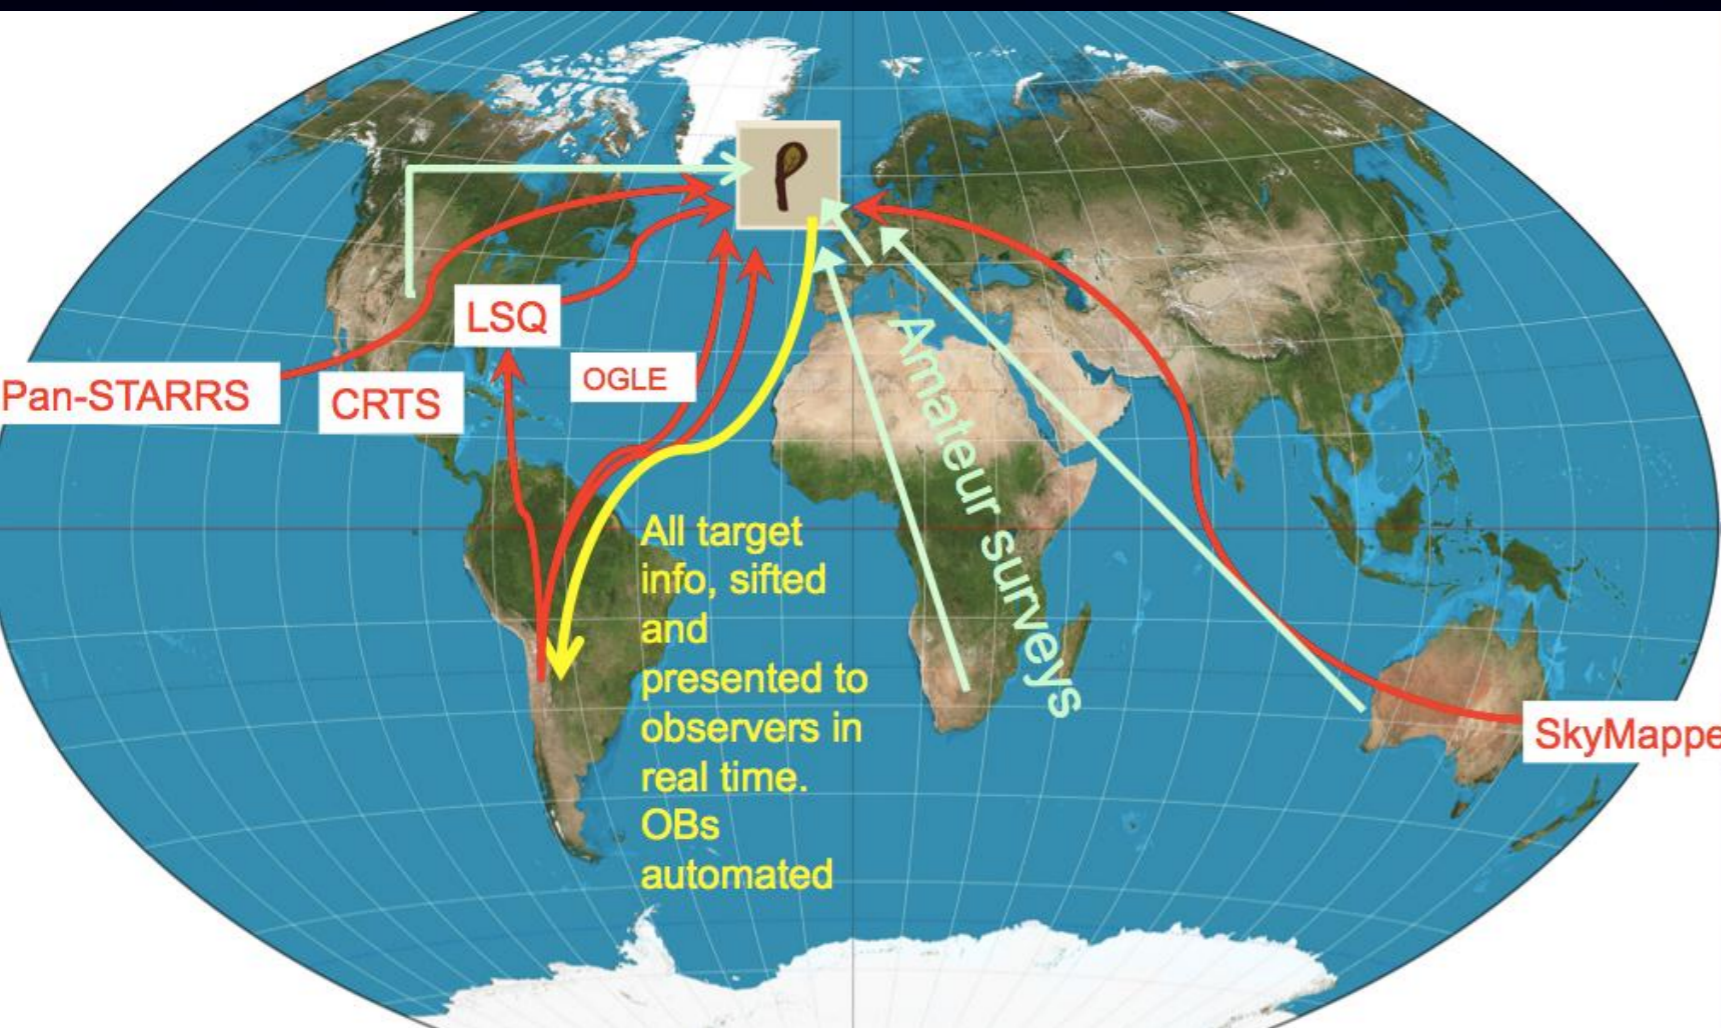 Pan-STARRS
CRTS
LSQ
OGLE
Amateur surveys
All target
info, sifted
and
presented to
observers in
real time.
OBs
automated
SkyMappe